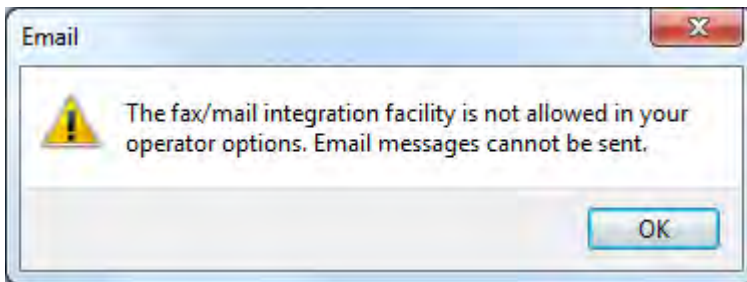 Email
The fax/mail integration facility is not allowed in your
operator options. Email messages cannot be sent.
OK